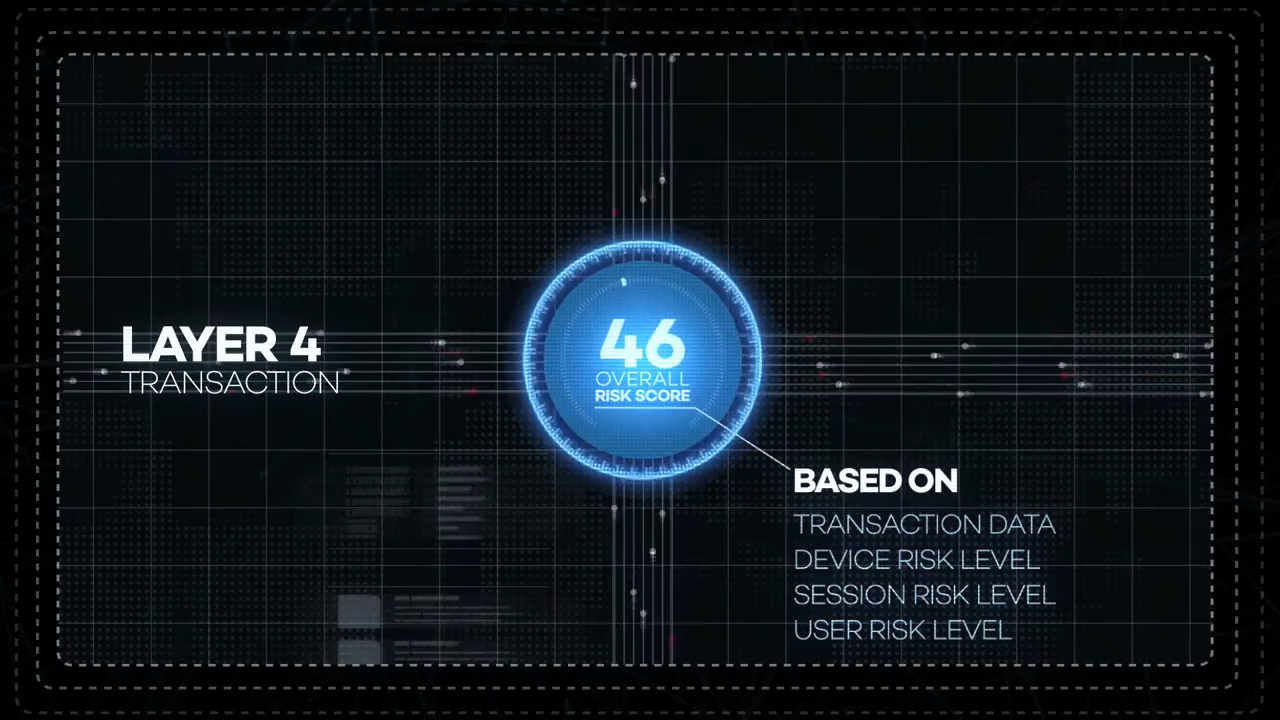 LAYER 4
TRANSACTION
46
OVERALL
RISK SCORE
BASED ON
TRANSACTION DATA
DEVICE RISK LEVEL
SESSION RISK LEVEL
USER RISK LEVEL